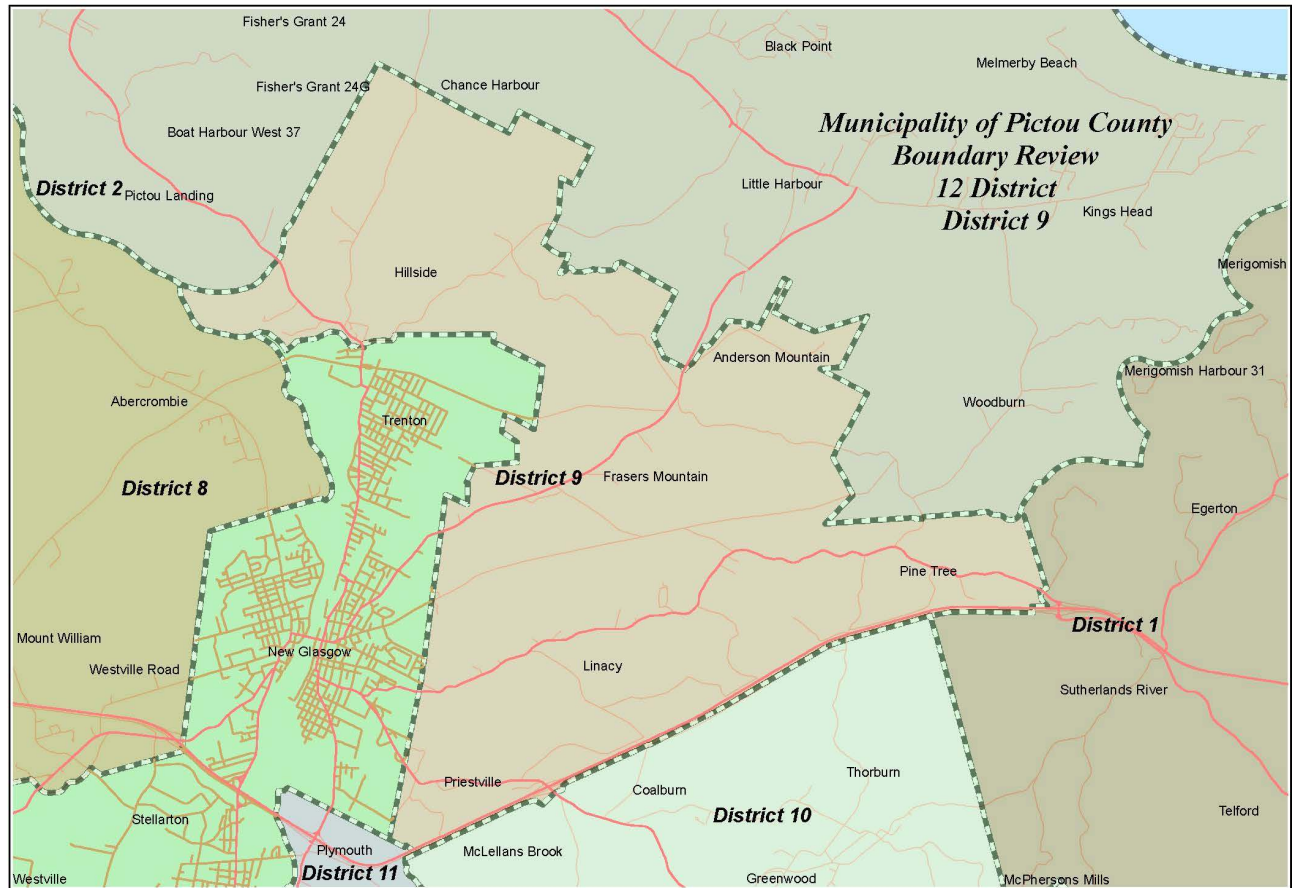 Fisher's Grant 24
Black Point
Melmerby Beach
Fisher's Grant 24G
Chance Harbour
Municipality of Pictou County
Boundary Review
12 District
District 9
Boat Harbour West 37
District 2
Pictou Landing
Little Harbour
Kings Head
Hillside
Merigomish
Anderson Mountain
Merigomish Harbour 31
Abercrombie
Woodburn
Trenton
District 8
District 9
Frasers Mountain
Egerton
Pine Tree
District 1
Mount William
New Glasgow
Westville Road
Linacy
Sutherlands River
Priestville
Thorburn
Coalburn
Stellarton
District 10
Telford
Plymouth
McLellans Brook
District 11
Westville
Greenwood
McPhersons Mills